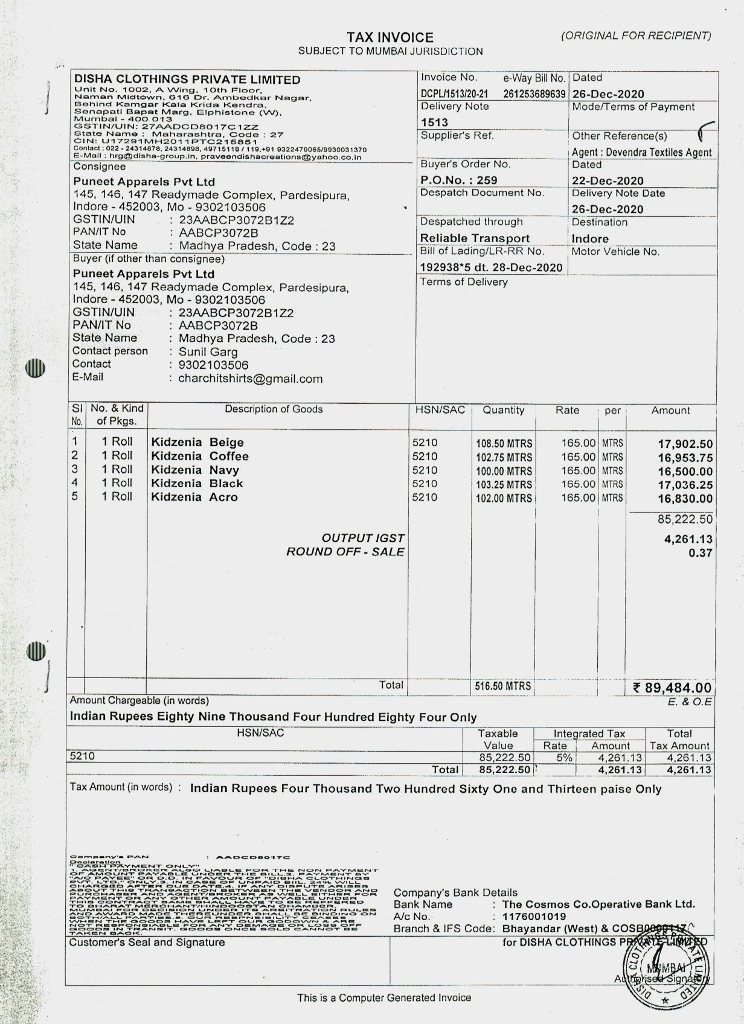 TAX INVOICE
(ORIGINAL FOR RECIPIENT)
SUBJECT TO MUMBAI JURISDICTION
DISHA CLOTHINGS PRIVATE LIMITED
Unit No. 1002, A Wing, 10th Floor,
Naman Midtown, 616 Dr. Ambedkar Nagar,
Behind Kamgar Kala Krida Kendra,
Senapati Bapat Marg, Elphistone (W),
Mumbai - 400 013
GSTIN/UIN: 27AADCD8017C1ZZ
State Name : Maharashtra, Code : 27
CIN: U17291MH2011PTC215851
Contact : 022 - 24314876, 24314898, 49715118 / 119,+91 9322479085/9930031370
E-Mail : hrg@disha-group.in, praveendishacreations@yahoo.co.in
Invoice No. e-Way Bill No. Dated
DCPL/1513/20-21 261253689639 26-Dec-2020
Delivery Note Mode/Terms of Payment
1513
Supplier's Ref. Other Reference(s)
Agent : Devendra Textiles Agent
Buyer's Order No. Dated
P.O.No. : 259 22-Dec-2020
Despatch Document No. Delivery Note Date
26-Dec-2020
Despatched through Destination
Reliable Transport Indore
Bill of Lading/LR-RR No. Motor Vehicle No.
192938*5 dt. 28-Dec-2020
Terms of Delivery
Consignee
Puneet Apparels Pvt Ltd
145, 146, 147 Readymade Complex, Pardesipura,
Indore - 452003, Mo - 9302103506
GSTIN/UIN : 23AABCP3072B1Z2
PAN/IT No : AABCP3072B
State Name : Madhya Pradesh, Code : 23
Buyer (if other than consignee)
Puneet Apparels Pvt Ltd
145, 146, 147 Readymade Complex, Pardesipura,
Indore - 452003, Mo - 9302103506
GSTIN/UIN : 23AABCP3072B1Z2
PAN/IT No : AABCP3072B
State Name : Madhya Pradesh, Code : 23
Contact person : Sunil Garg
Contact : 9302103506
E-Mail : charchitshirts@gmail.com
Sl No. No. & Kind of Pkgs. Description of Goods HSN/SAC Quantity Rate per Amount
1 1 Roll Kidzenia Beige 5210 108.50 MTRS 165.00 MTRS 17,902.50
2 1 Roll Kidzenia Coffee 5210 102.75 MTRS 165.00 MTRS 16,953.75
3 1 Roll Kidzenia Navy 5210 100.00 MTRS 165.00 MTRS 16,500.00
4 1 Roll Kidzenia Black 5210 103.25 MTRS 165.00 MTRS 17,036.25
5 1 Roll Kidzenia Acro 5210 102.00 MTRS 165.00 MTRS 16,830.00
85,222.50
OUTPUT IGST 4,261.13
ROUND OFF - SALE 0.37
Total 516.50 MTRS ₹ 89,484.00
Amount Chargeable (in words) E. & O.E
Indian Rupees Eighty Nine Thousand Four Hundred Eighty Four Only
HSN/SAC Taxable Value Integrated Tax Rate Amount Total Tax Amount
5210 85,222.50 5% 4,261.13 4,261.13
Total 85,222.50 4,261.13 4,261.13
Tax Amount (in words) : Indian Rupees Four Thousand Two Hundred Sixty One and Thirteen paise Only
Company's PAN : AADCD8017C
Declaration
"CASH PAYMENT ONLY"
Company's Bank Details
Bank Name : The Cosmos Co.Operative Bank Ltd.
A/c No. : 1176001019
Branch & IFS Code: Bhayandar (West) &
Customer's Seal and Signature
for DISHA CLOTHINGS PRIVATE LIMITED
DISHA CLOTHINGS PRIVATE LIMITED
MUMBAI
Authorised Signatory
This is a Computer Generated Invoice